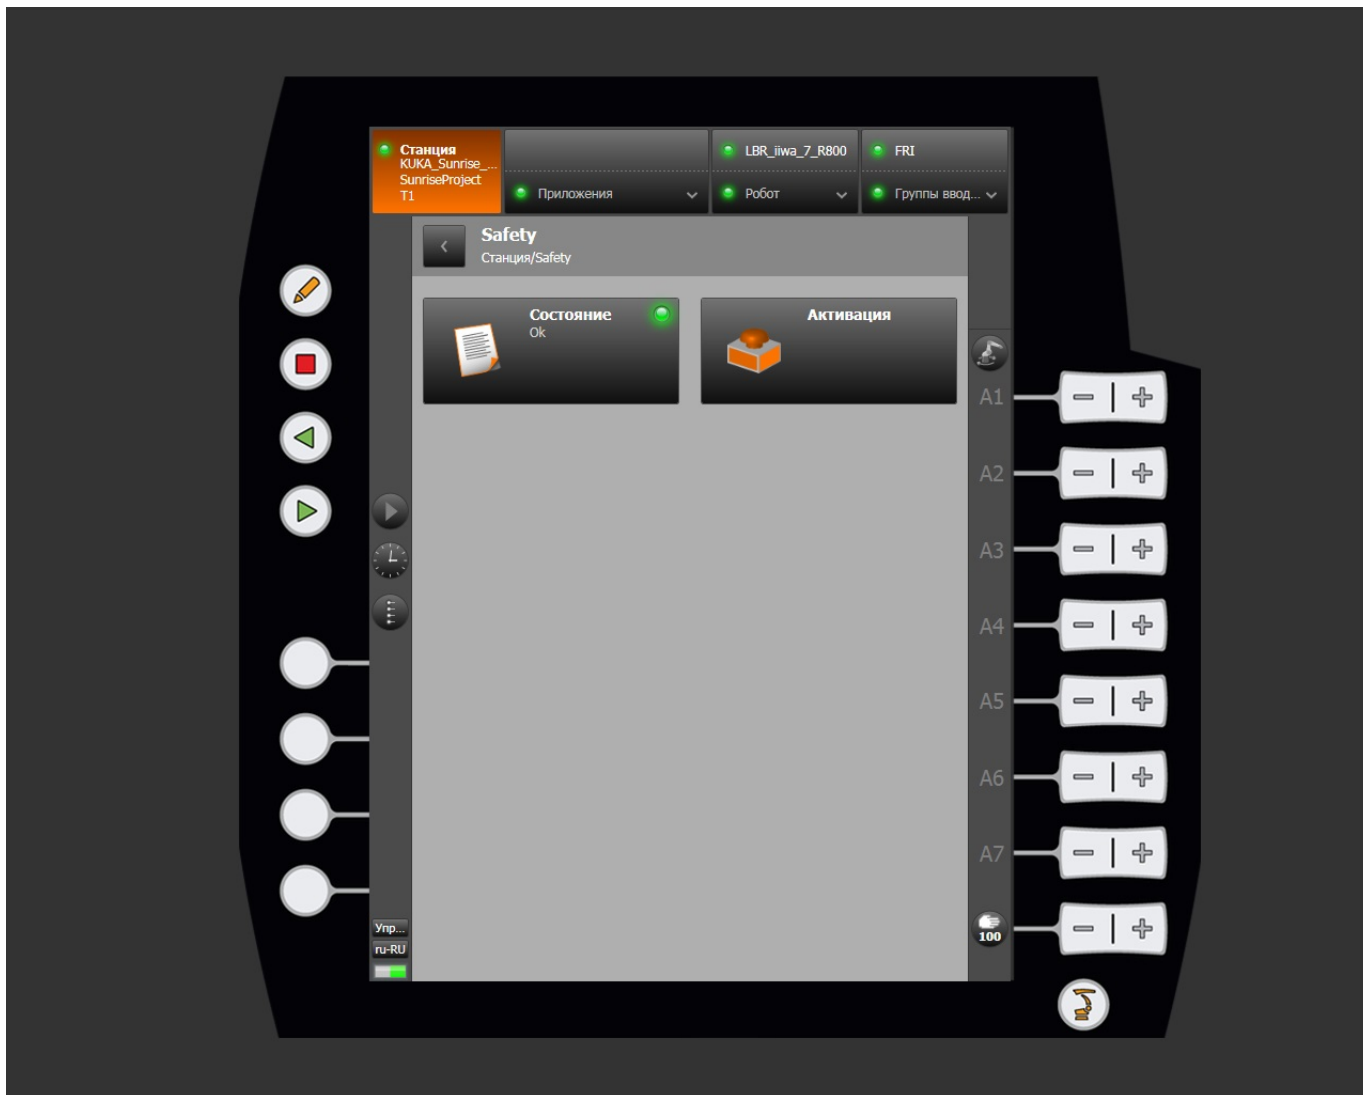 Станция
KUKA_Sunrise_...
SunriseProject
T1
Приложения
LBR_iiwa_7_R800
Робот
FRI
Группы ввод...
Safety
Станция/Safety
Состояние
Ok
Активация
A1
A2
A3
A4
A5
A6
A7
100
Упр...
ru-RU